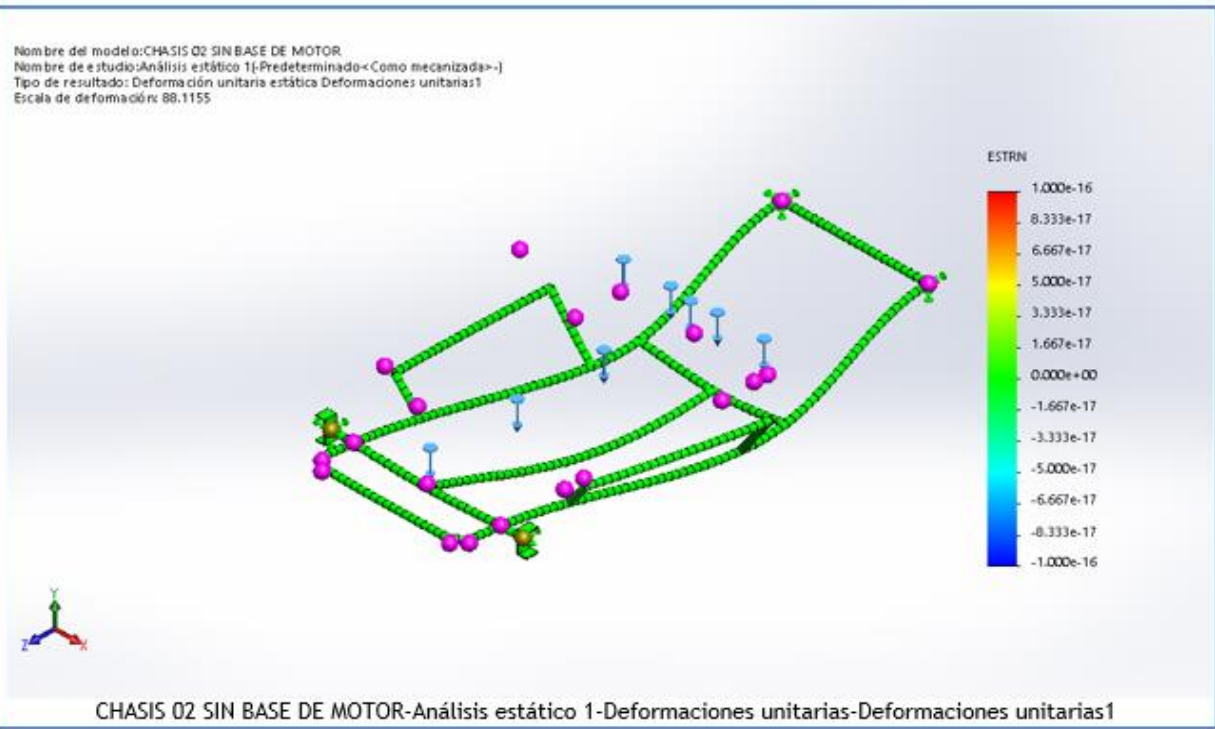 Nombre del modelo:CHASIS 02 SIN BASE DE MOTOR
Nombre de estudio:Análisis estático 1(-Predeterminado<Como mecanizada>-)
Tipo de resultado: Deformación unitaria estática Deformaciones unitarias1
Escala de deformación: 88.1155
ESTRN
1.000e-16
8.333e-17
6.667e-17
5.000e-17
3.333e-17
1.667e-17
0.000e+00
-1.667e-17
-3.333e-17
-5.000e-17
-6.667e-17
-8.333e-17
-1.000e-16
Y
Z
X
CHASIS 02 SIN BASE DE MOTOR-Análisis estático 1-Deformaciones unitarias-Deformaciones unitarias1